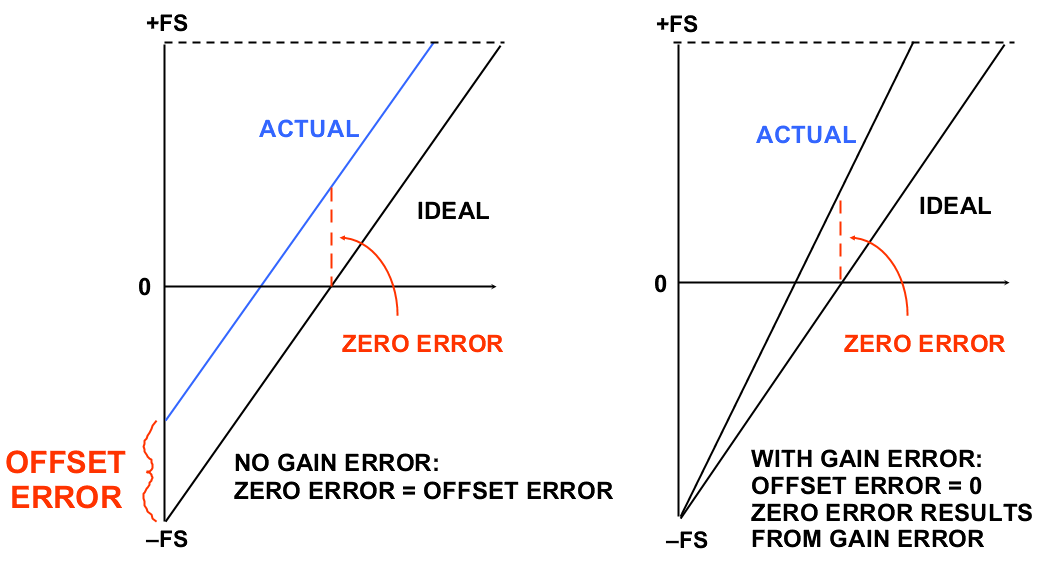 +FS
ACTUAL
IDEAL
0
ZERO ERROR
OFFSET
ERROR
NO GAIN ERROR:
ZERO ERROR = OFFSET ERROR
–FS
+FS
ACTUAL
IDEAL
0
ZERO ERROR
WITH GAIN ERROR:
OFFSET ERROR = 0
ZERO ERROR RESULTS
FROM GAIN ERROR
–FS